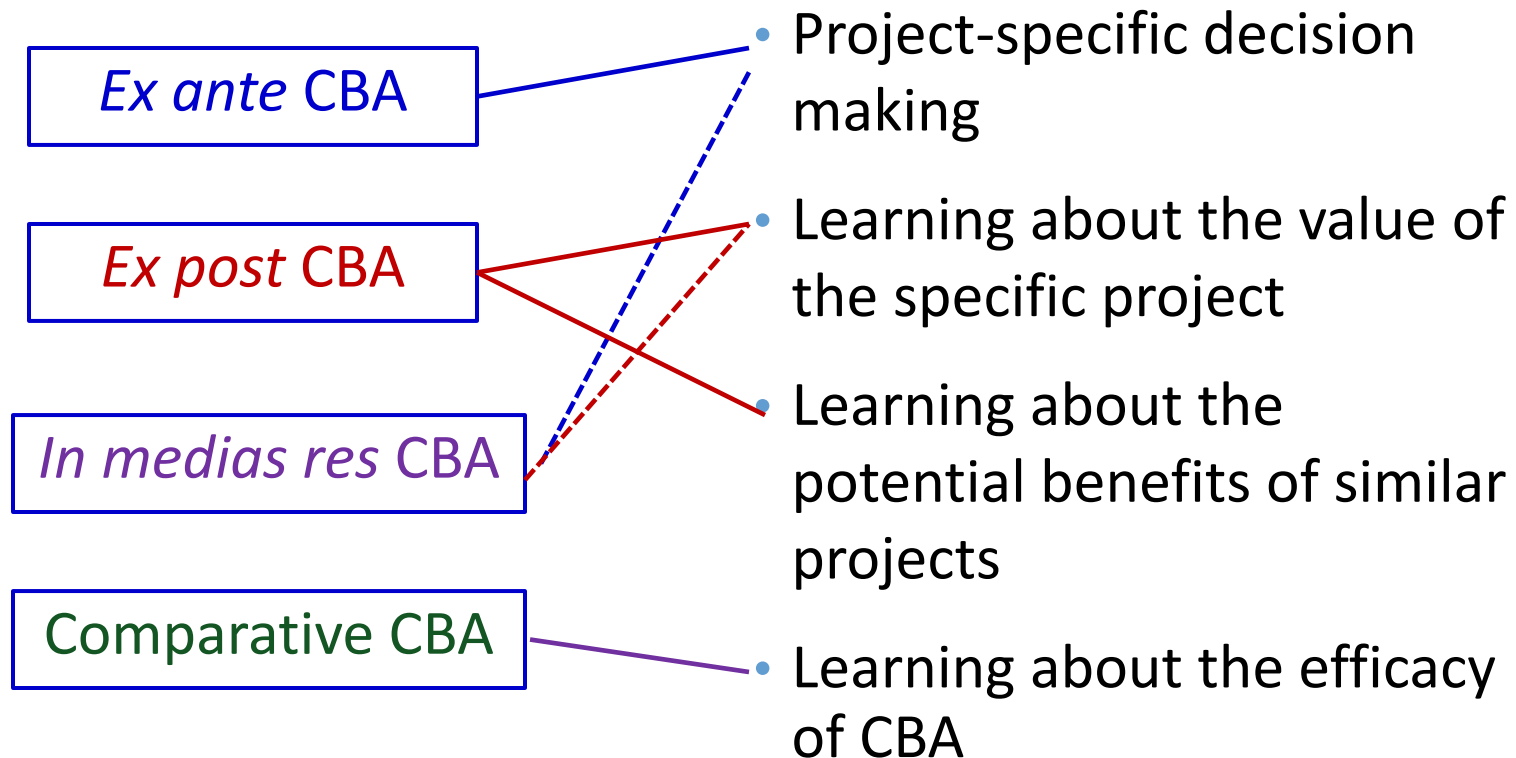 Ex ante CBA
Ex post CBA
In medias res CBA
Comparative CBA
• Project-specific decision
making
• Learning about the value of
the specific project
• Learning about the
potential benefits of similar
projects
• Learning about the efficacy
of CBA